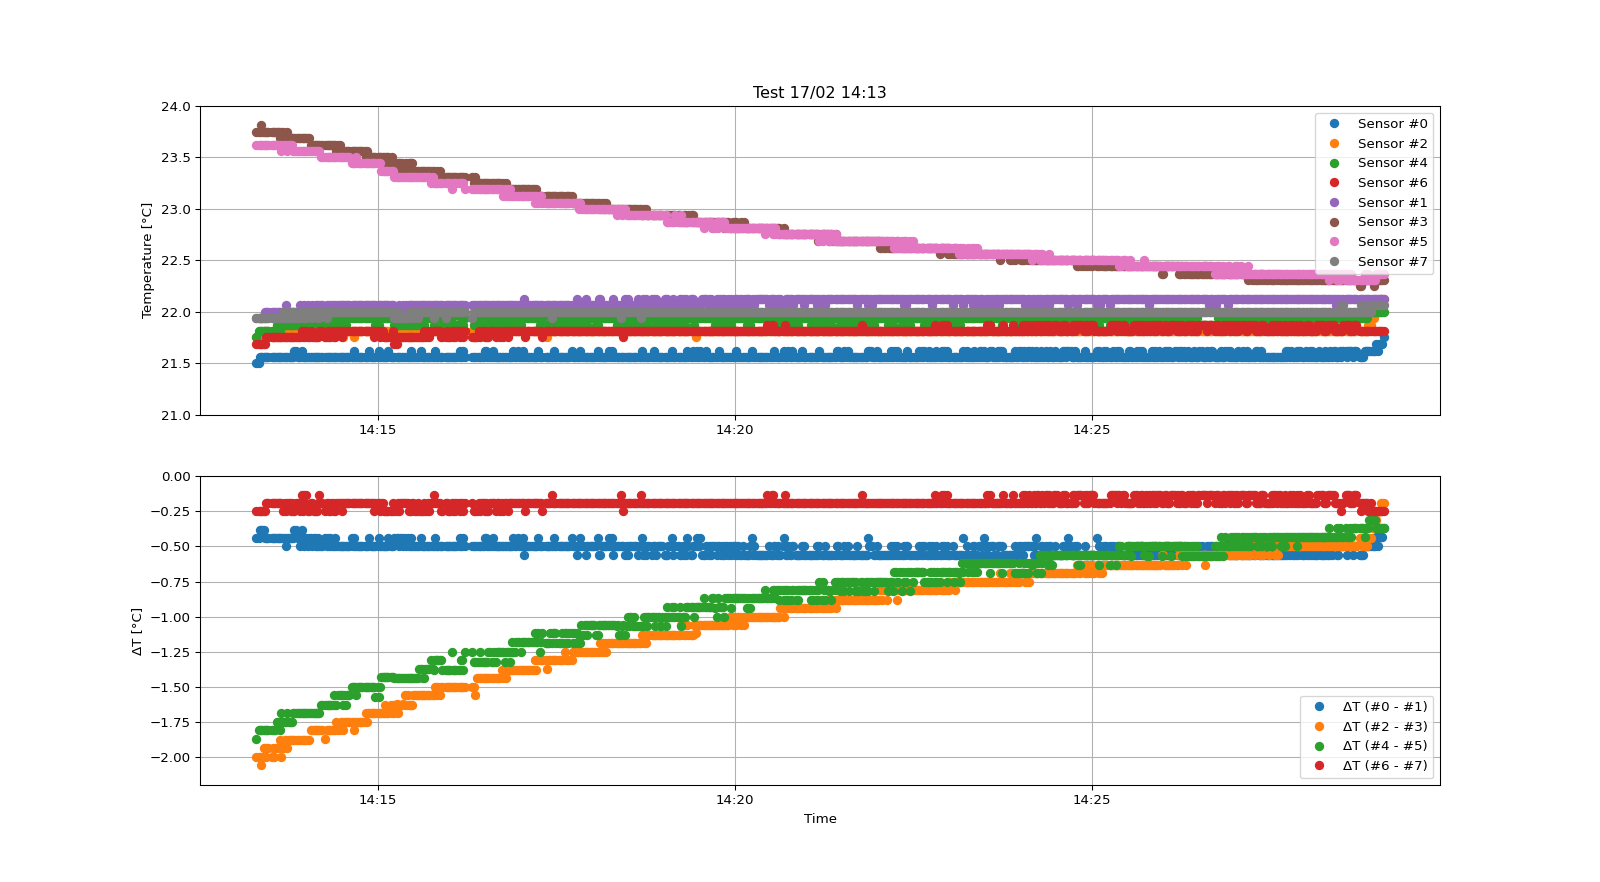 Test 17/02 14:13
24.0
23.5
23.0
22.5
22.0
21.5
21.0
Temperature [°C]
Sensor #0
Sensor #2
Sensor #4
Sensor #6
Sensor #1
Sensor #3
Sensor #5
Sensor #7
14:15
14:20
14:25
0.00
−0.25
−0.50
−0.75
−1.00
−1.25
−1.50
−1.75
−2.00
ΔT [°C]
ΔT (#0 - #1)
ΔT (#2 - #3)
ΔT (#4 - #5)
ΔT (#6 - #7)
14:15
14:20
14:25
Time